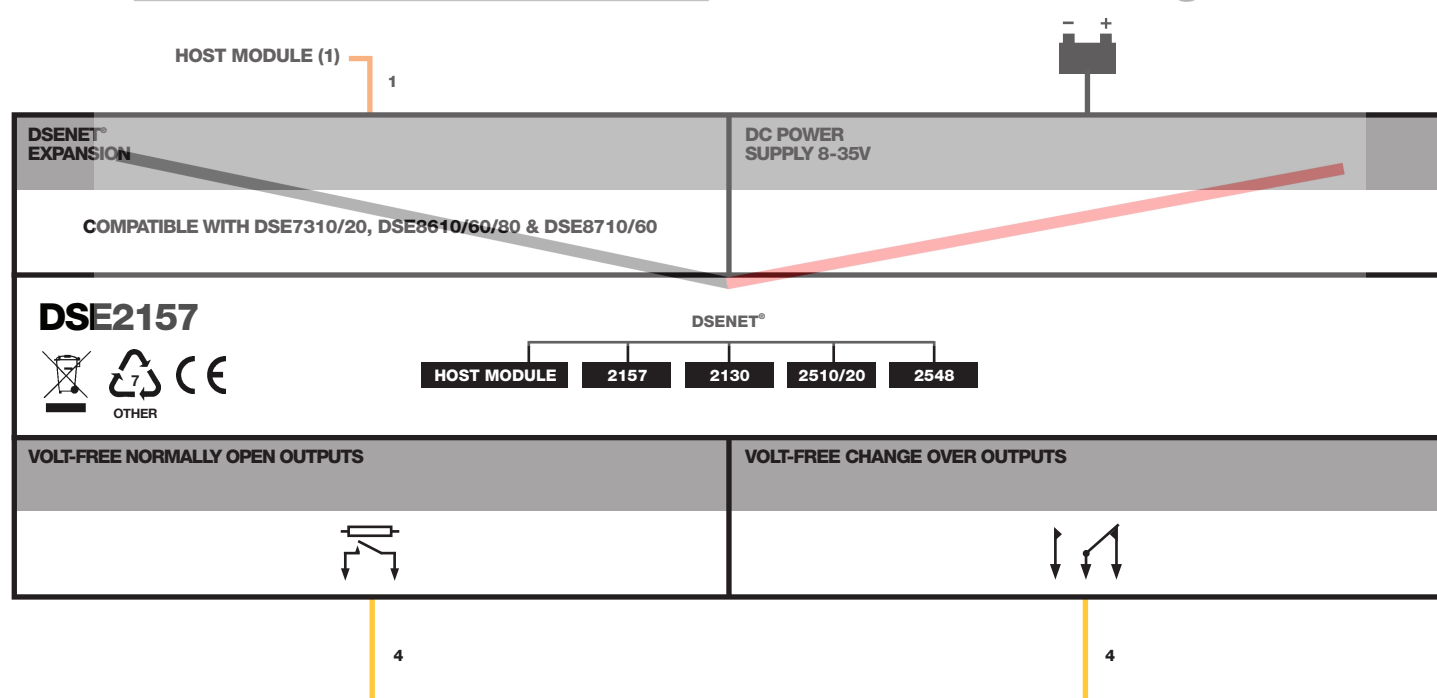 - +
HOST MODULE (1)
1
DSENET®
EXPANSION
DC POWER
SUPPLY 8-35V
COMPATIBLE WITH DSE7310/20, DSE8610/60/80 & DSE8710/60
DSE2157
DSENET®
HOST MODULE 2157 2130 2510/20 2548
7
CE
OTHER
VOLT-FREE NORMALLY OPEN OUTPUTS
VOLT-FREE CHANGE OVER OUTPUTS
4
4